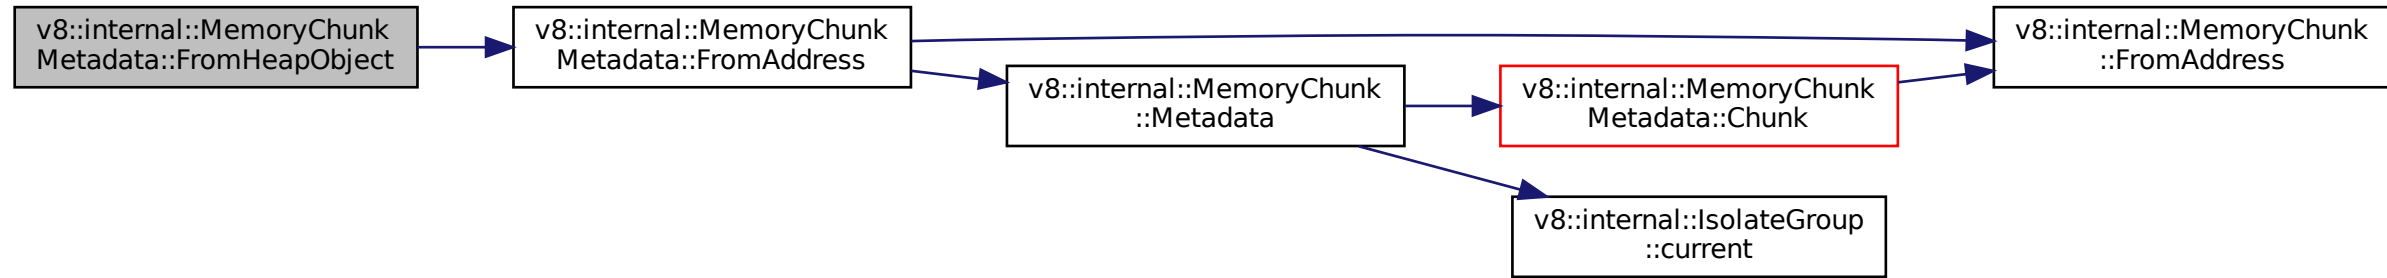 v8::internal::MemoryChunk
Metadata::FromHeapObject
v8::internal::MemoryChunk
Metadata::FromAddress
v8::internal::MemoryChunk
::Metadata
v8::internal::MemoryChunk
Metadata::Chunk
v8::internal::MemoryChunk
::FromAddress
v8::internal::IsolateGroup
::current